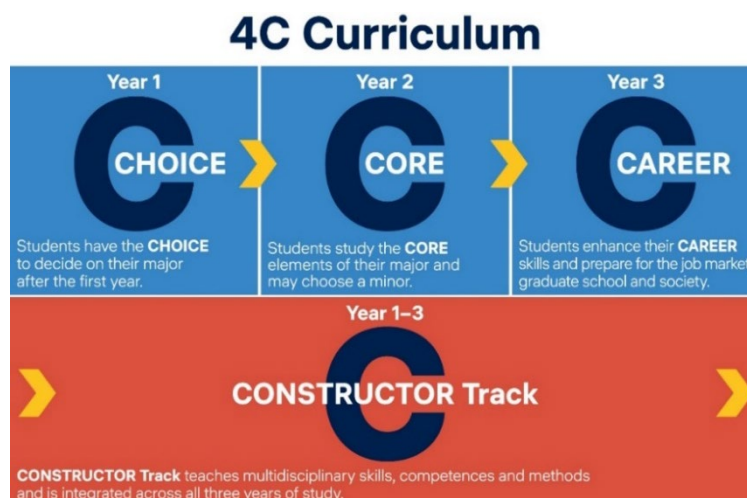 4C Curriculum
Year 1
C
CHOICE
Students have the CHOICE
to decide on their major
after the first year.
Year 2
C
CORE
Students study the CORE
elements of their major and
may choose a minor.
Year 3
C
CAREER
Students enhance their CAREER
skills and prepare for the job market
graduate school and society.
Year 1–3
C
CONSTRUCTOR Track
CONSTRUCTOR Track teaches multidisciplinary skills, competences and methods
and is integrated across all three years of study.